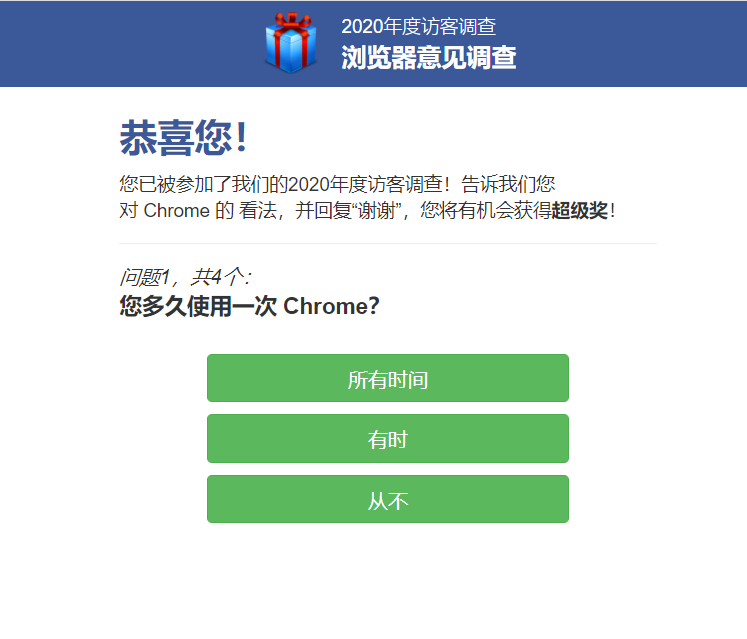 2020年度访客调查
浏览器意见调查
恭喜您！
您已被参加了我们的2020年度访客调查！告诉我们您
对 Chrome 的 看法，并回复“谢谢”，您将有机会获得超级奖！
问题1，共4个：
您多久使用一次 Chrome？
所有时间
有时
从不